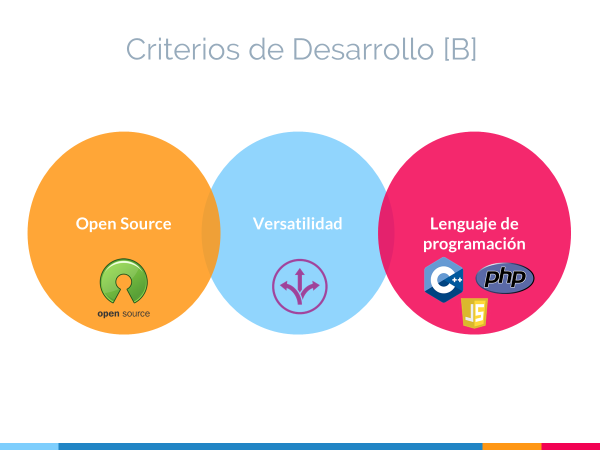 Criterios de Desarrollo [B]
Open Source
Versatilidad
Lenguaje de
programación
open source
C++
php
JS